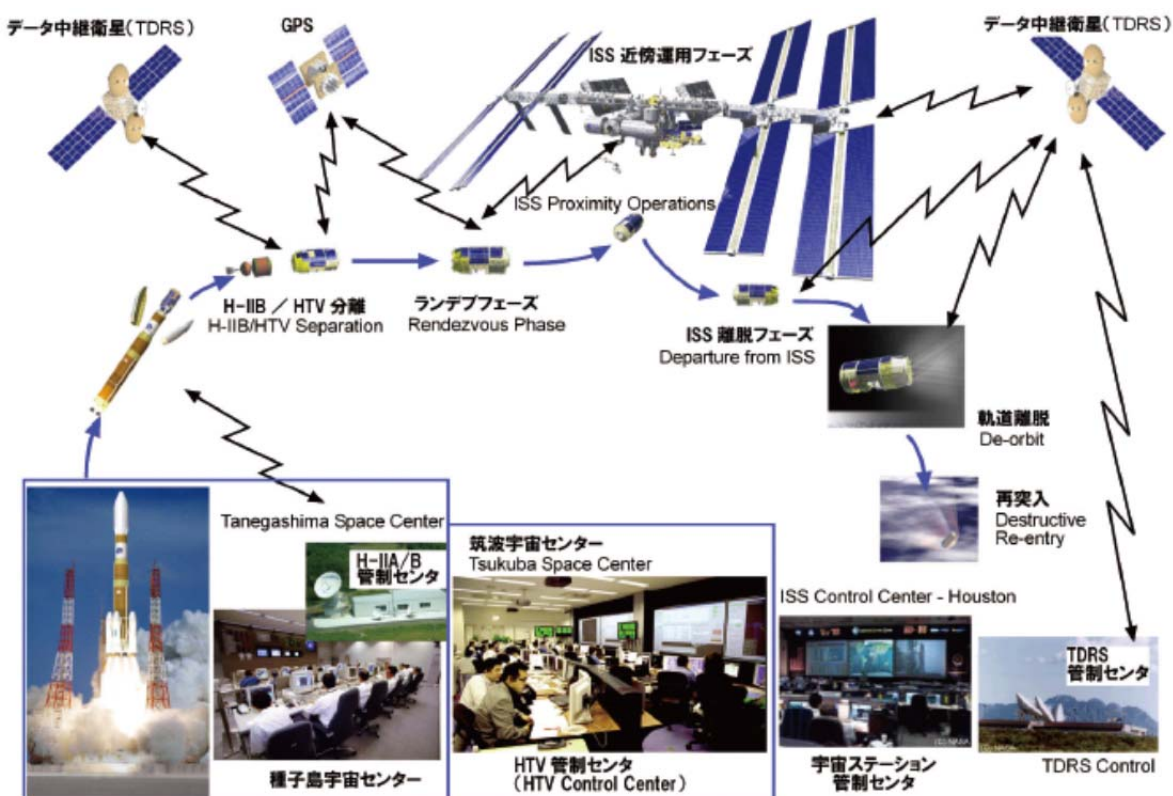 データ中継衛星(TDRS)
GPS
ISS 近傍運用フェーズ
データ中継衛星(TDRS)
ISS Proximity Operations
H-IIB / HTV 分離
H-IIB/HTV Separation
ランデブフェーズ
Rendezvous Phase
ISS 離脱フェーズ
Departure from ISS
軌道離脱
De-orbit
再突入
Destructive
Re-entry
Tanegashima Space Center
H-IIA/B
管制センタ
種子島宇宙センター
筑波宇宙センター
Tsukuba Space Center
HTV 管制センタ
(HTV Control Center)
ISS Control Center - Houston
(C) NASA
宇宙ステーション
管制センタ
TDRS
管制センタ
(C) NASA
TDRS Control